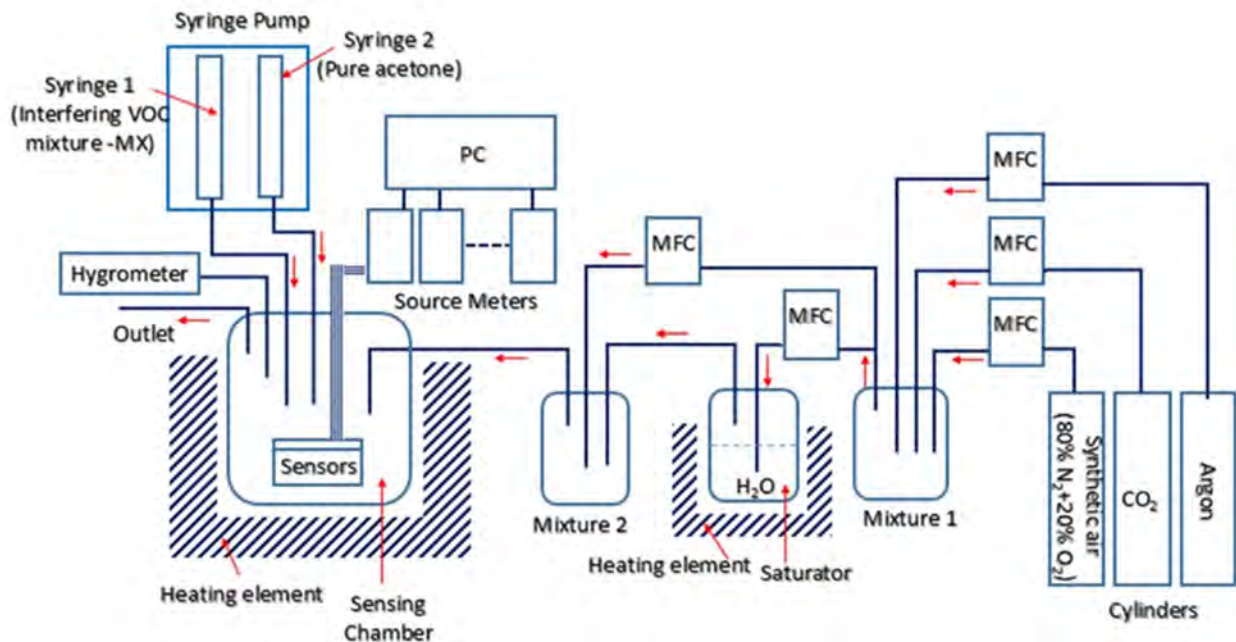 Syringe Pump
Syringe 2
(Pure acetone)
Syringe 1
(Interfering VOC
mixture -MX)
PC
MFC
MFC
MFC
MFC
MFC
Hygrometer
Source Meters
Outlet
Sensors
H₂O
Mixture 2
Mixture 1
Synthetic air
(80% N₂+20% O₂)
CO₂
Argon
Heating element
Saturator
Heating element
Sensing
Chamber
Cylinders